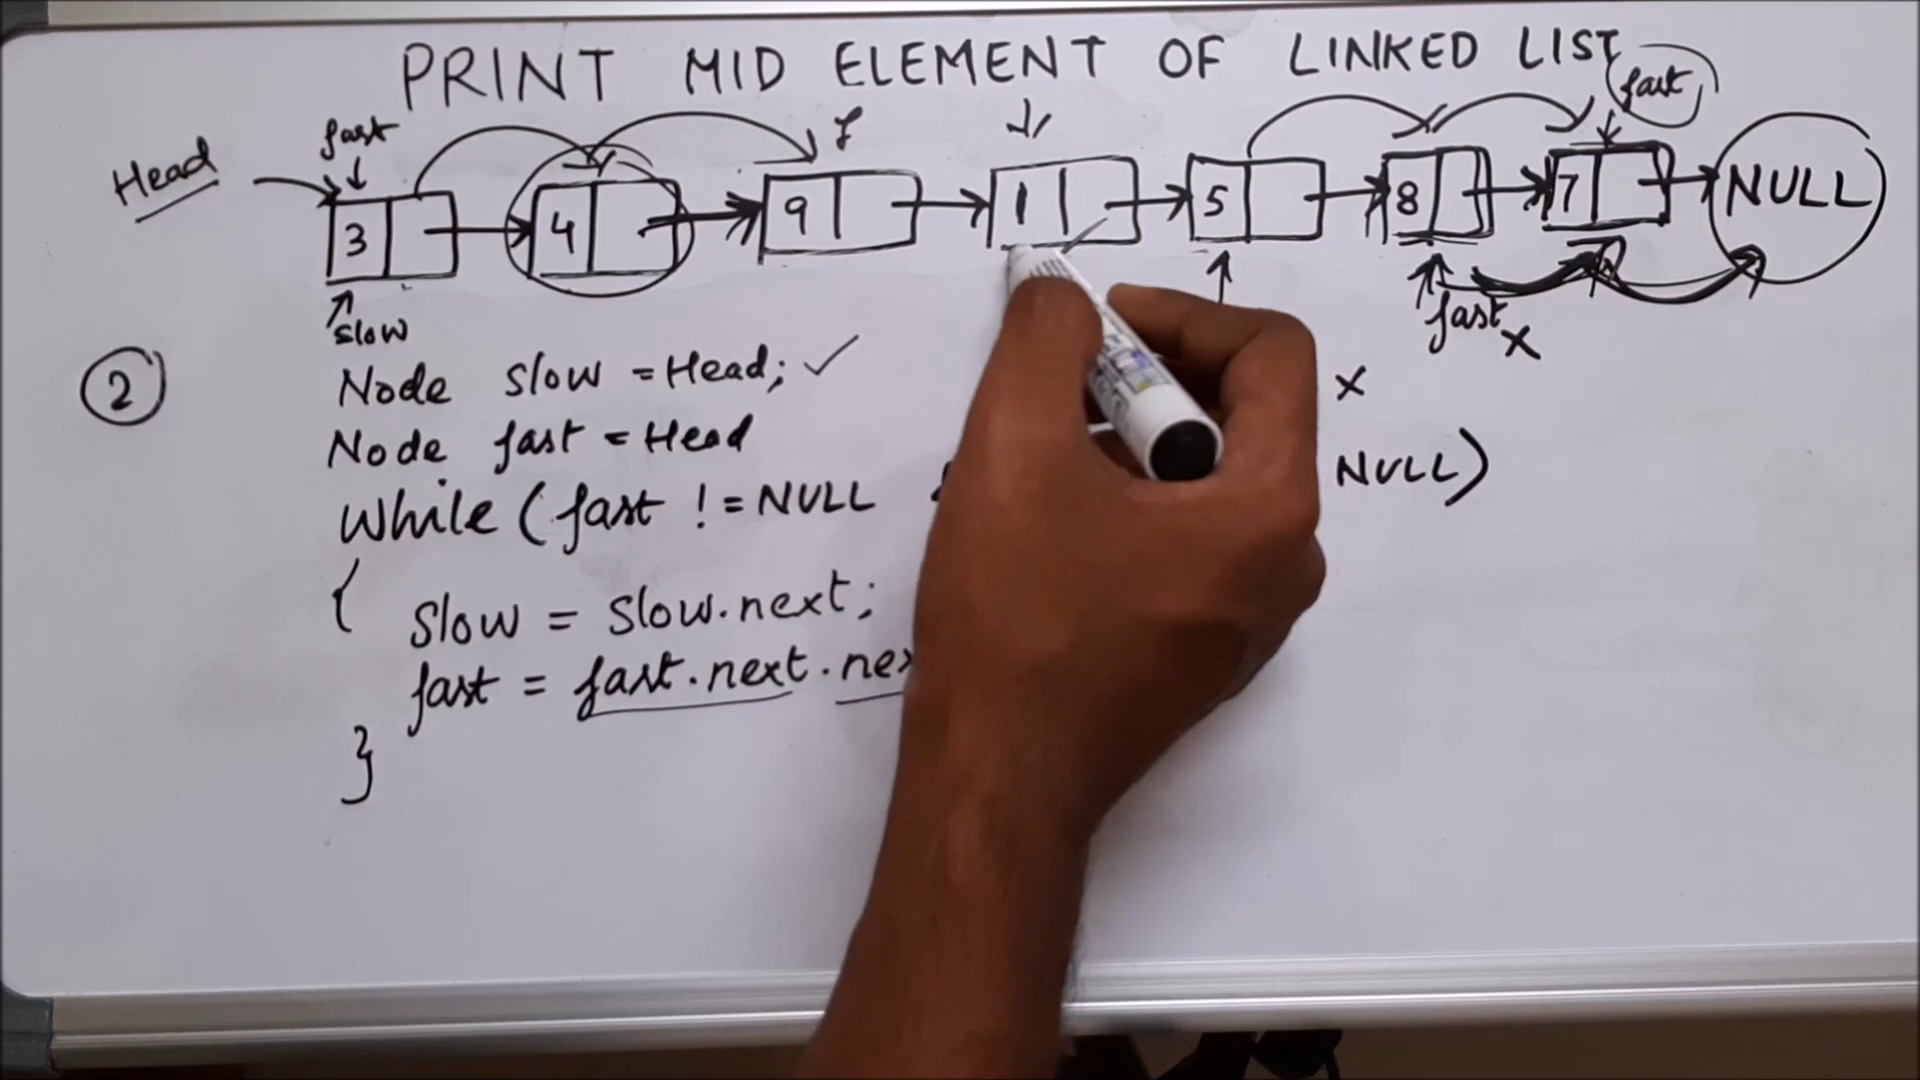 PRINT MID ELEMENT OF LINKED LIST
fast
fast
f
Head
3 4 9 1 5 8 7 NULL
slow
fast X
2
Node slow = Head; ✓
X
Node fast = Head
While (fast != NULL NULL)
{
slow = slow.next;
fast = fast.next.nex
}